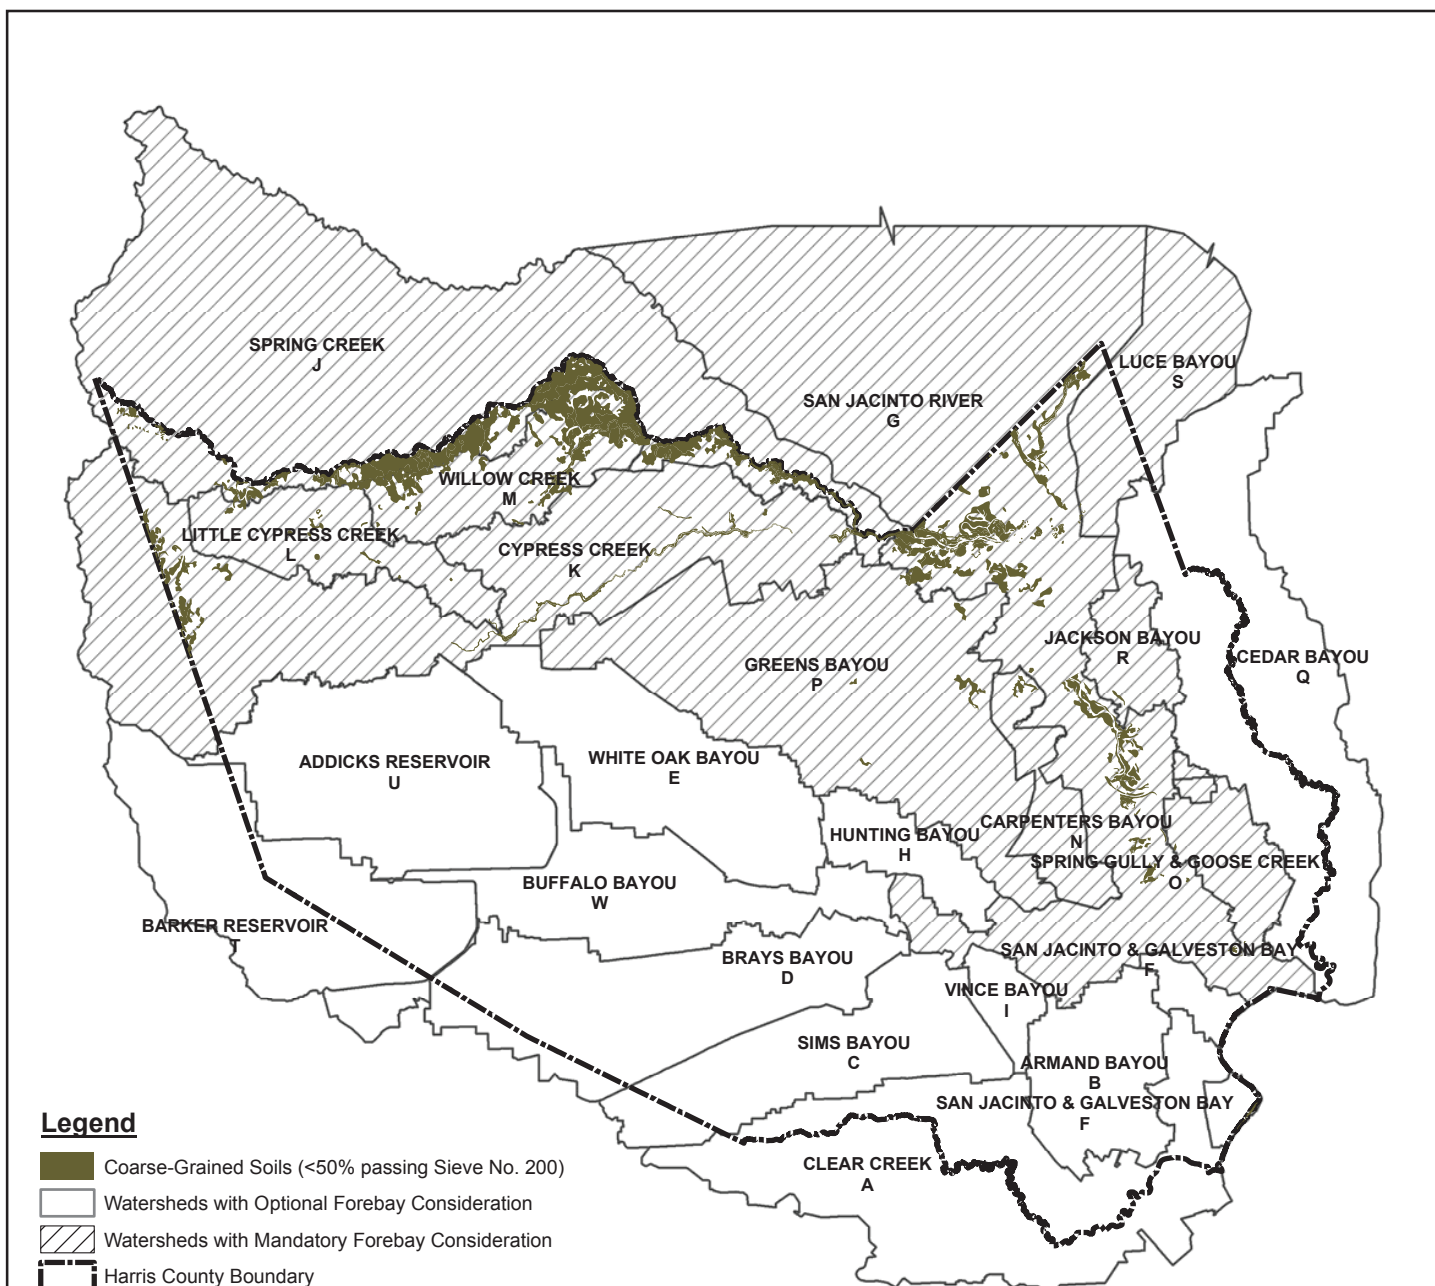 SPRING CREEK
J
SAN JACINTO RIVER
G
LUCE BAYOU
S
WILLOW CREEK
M
LITTLE CYPRESS CREEK
L
CYPRESS CREEK
K
JACKSON BAYOU
R
CEDAR BAYOU
Q
GREENS BAYOU
P
ADDICKS RESERVOIR
U
WHITE OAK BAYOU
E
HUNTING BAYOU
H
CARPENTERS BAYOU
N
SPRING GULLY & GOOSE CREEK
O
BUFFALO BAYOU
W
BARKER RESERVOIR
T
BRAYS BAYOU
D
SAN JACINTO & GALVESTON BAY
F
VINCE BAYOU
I
SIMS BAYOU
C
ARMAND BAYOU
B
SAN JACINTO & GALVESTON BAY
F
CLEAR CREEK
A
Legend
Coarse-Grained Soils (<50% passing Sieve No. 200)
Watersheds with Optional Forebay Consideration
Watersheds with Mandatory Forebay Consideration
Harris County Boundary